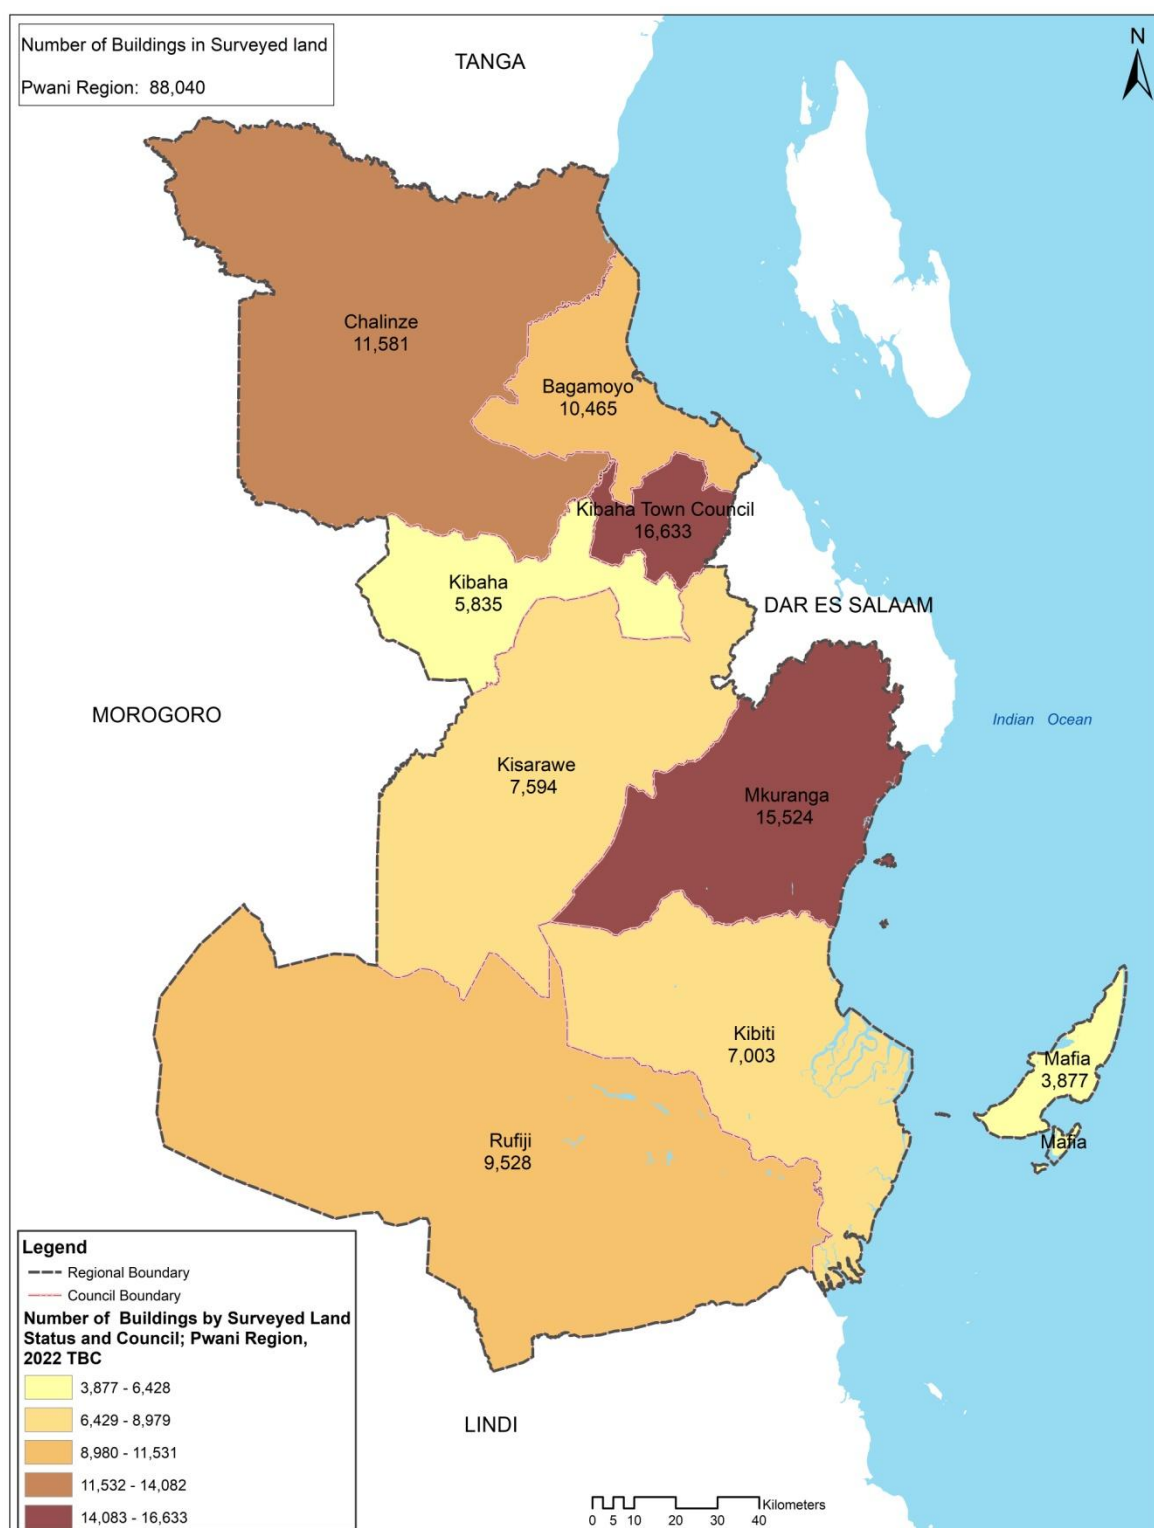 Number of Buildings in Surveyed land
Pwani Region: 88,040
TANGA
N
Chalinze
11,581
Bagamoyo
10,465
Kibaha Town Council
16,633
Kibaha
5,835
DAR ES SALAAM
MOROGORO
Indian Ocean
Kisarawe
7,594
Mkuranga
15,524
Kibiti
7,003
Mafia
3,877
Mafia
Rufiji
9,528
LINDI
Legend
Regional Boundary
Council Boundary
Number of Buildings by Surveyed Land
Status and Council; Pwani Region,
2022 TBC
3,877 - 6,428
6,429 - 8,979
8,980 - 11,531
11,532 - 14,082
14,083 - 16,633
Kilometers
0 5 10 20 30 40